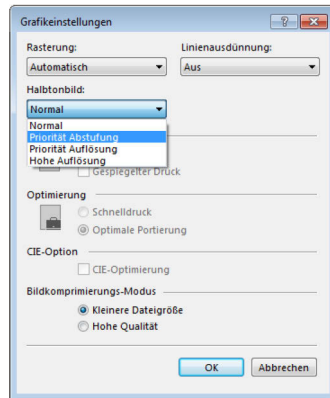 Grafikeinstellungen
Rasterung:
Linienausdünnung:
Automatisch
Aus
Halbtonbild:
Normal
Normal
Priorität Abstufung
Priorität Auflösung
Hohe Auflösung
Gespiegelter Druck
Optimierung
Schnelldruck
Optimale Portierung
CIE-Option
CIE-Optimierung
Bildkomprimierungs-Modus
Kleinere Dateigröße
Hohe Qualität
OK
Abbrechen